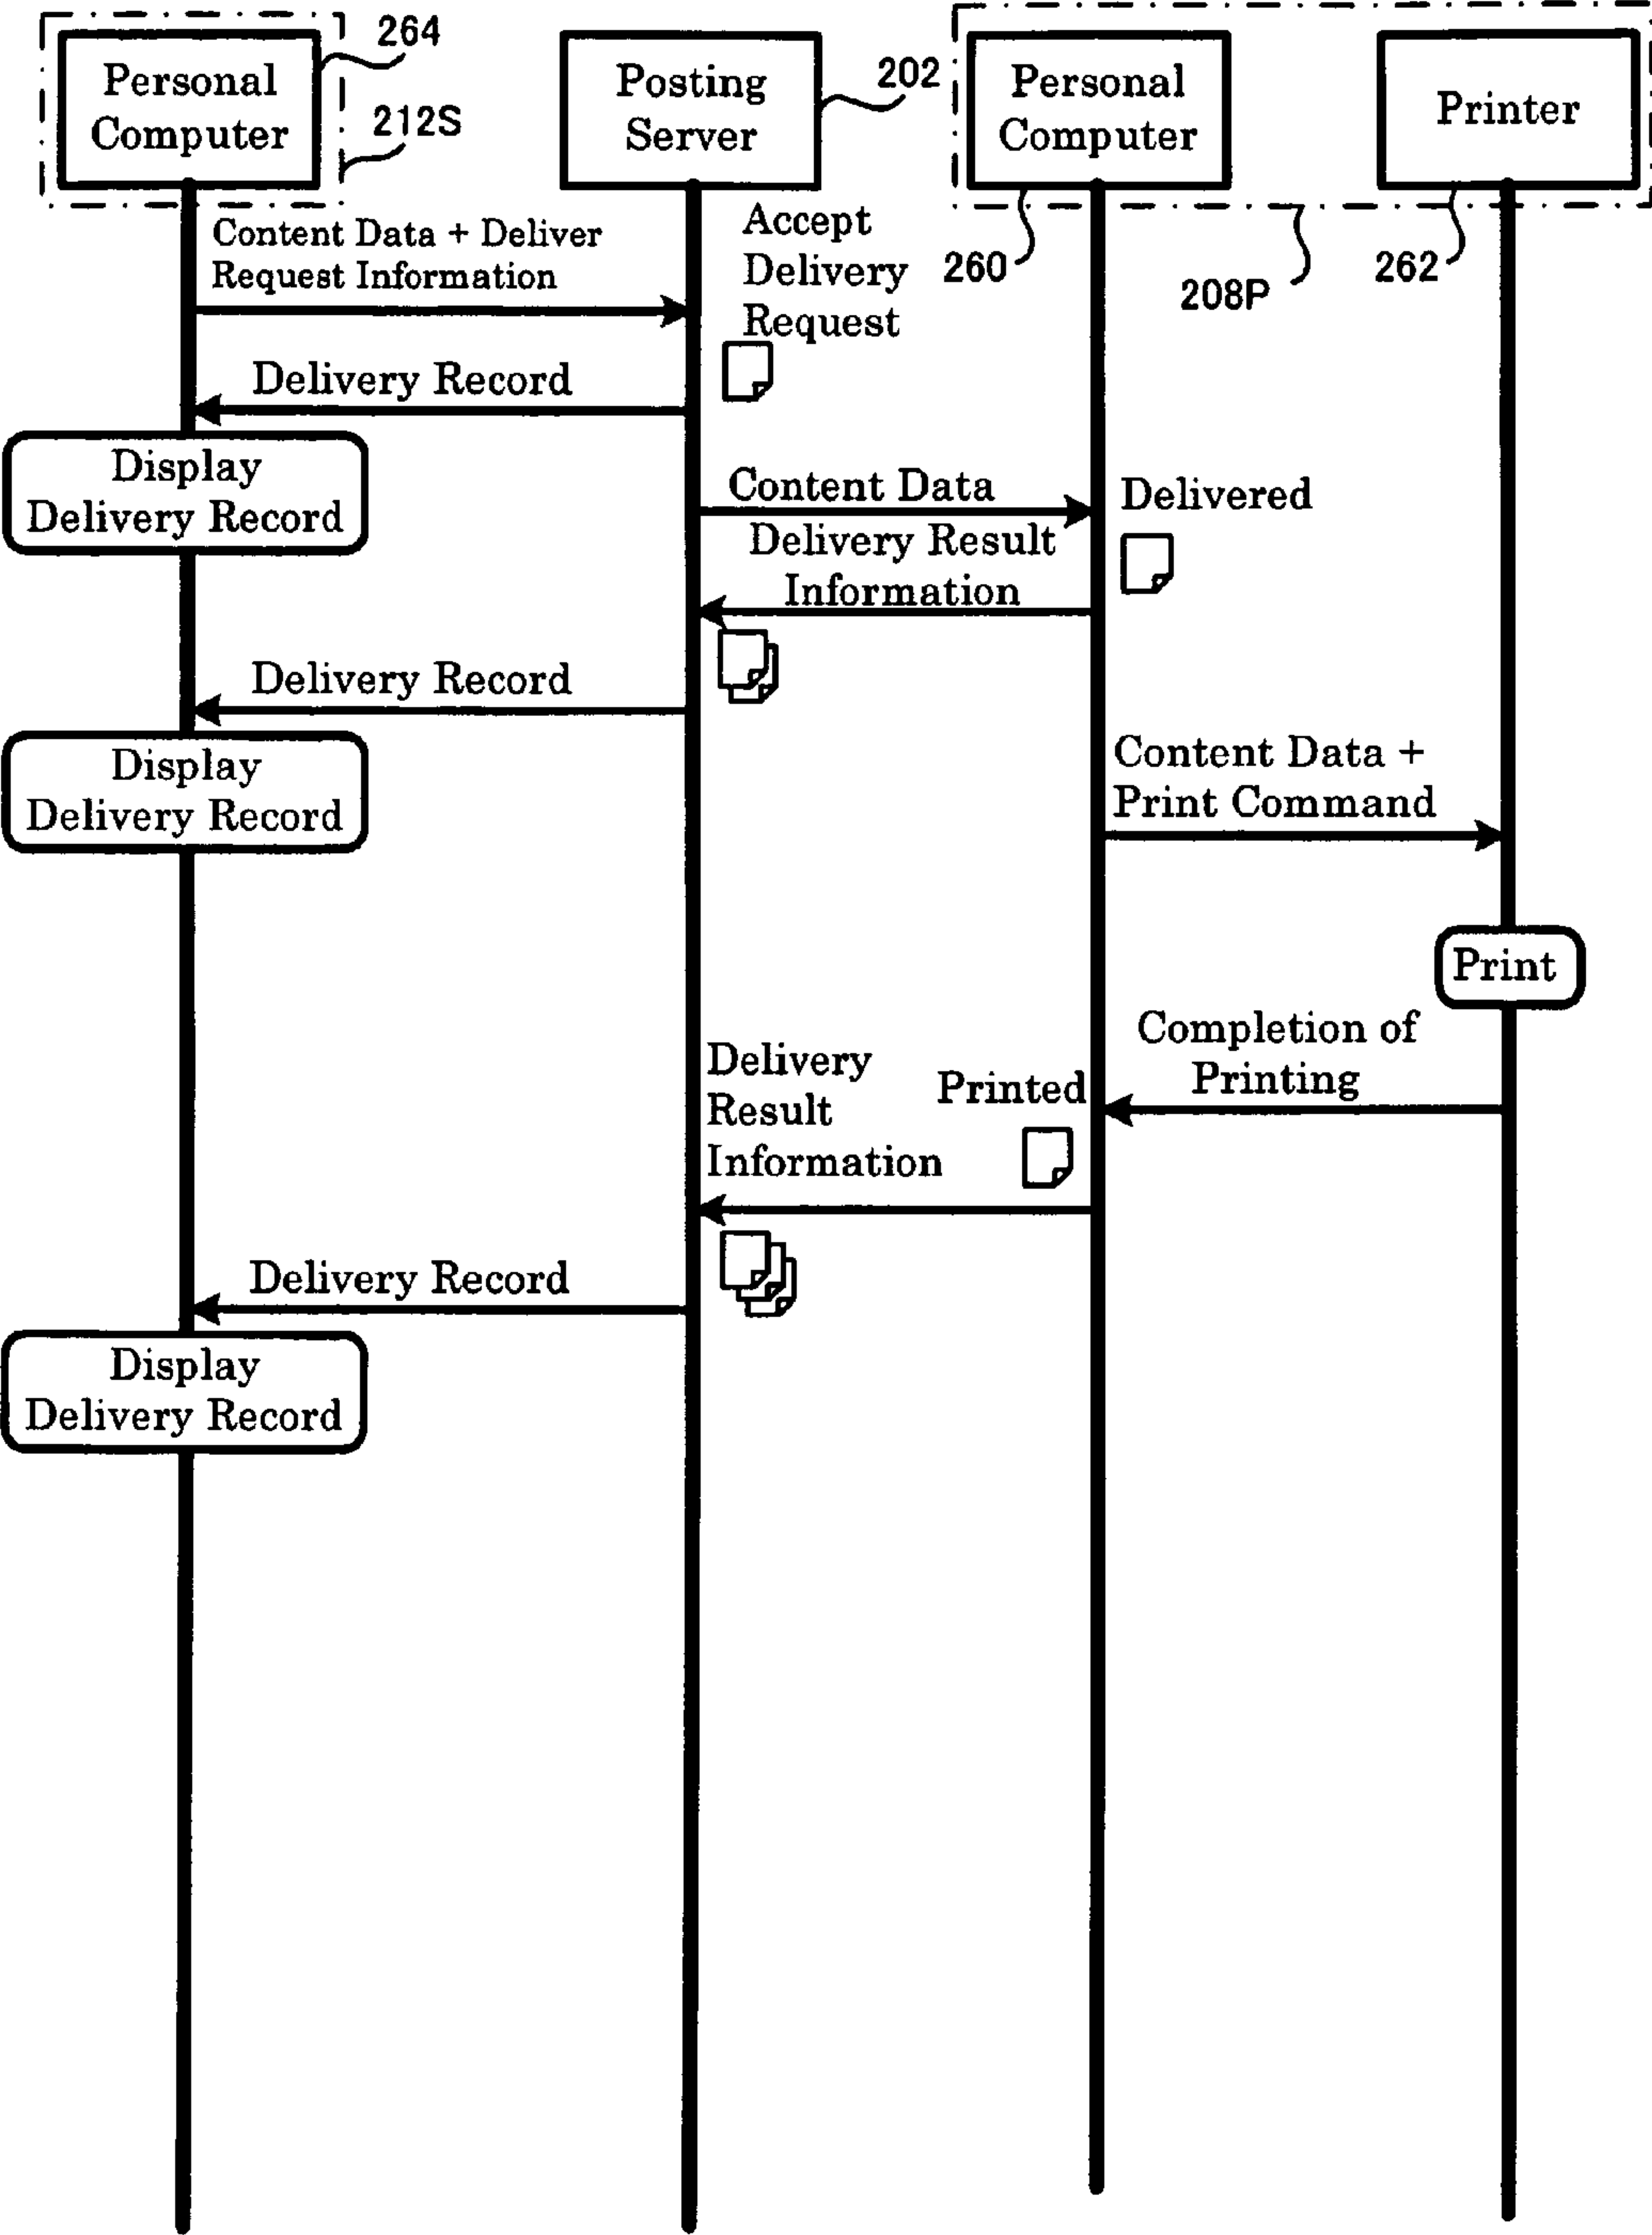 Personal
Computer
264
212S
Posting
Server
202
Personal
Computer
Printer
260
208P
262
Content Data + Deliver
Request Information
Accept
Delivery
Request
Delivery Record
Display
Delivery Record
Content Data
Delivered
Delivery Result
Information
Delivery Record
Display
Delivery Record
Content Data +
Print Command
Print
Completion of
Printing
Printed
Delivery
Result
Information
Delivery Record
Display
Delivery Record